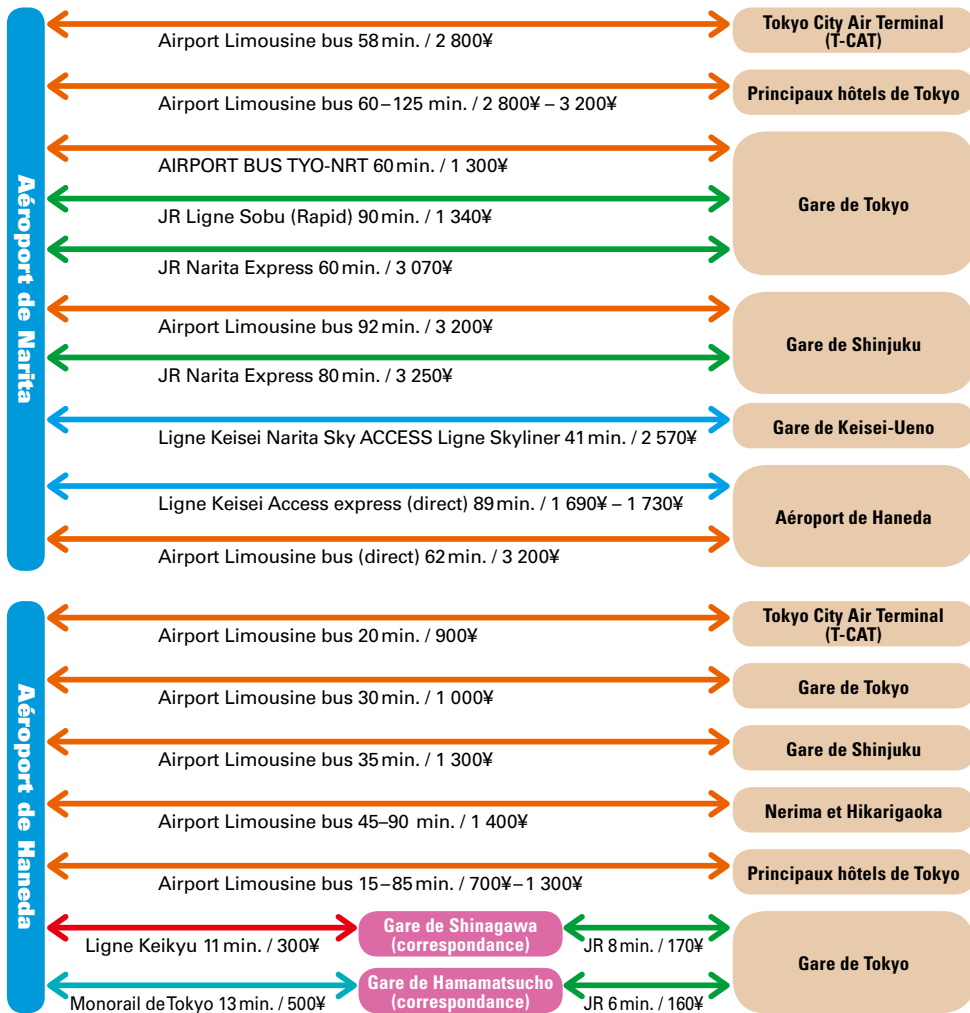 Aéroport de Narita
Airport Limousine bus 58 min. / 2 800¥
Tokyo City Air Terminal
(T-CAT)
Airport Limousine bus 60–125 min. / 2 800¥ – 3 200¥
Principaux hôtels de Tokyo
AIRPORT BUS TYO-NRT 60 min. / 1 300¥
JR Ligne Sobu (Rapid) 90 min. / 1 340¥
JR Narita Express 60 min. / 3 070¥
Gare de Tokyo
Airport Limousine bus 92 min. / 3 200¥
JR Narita Express 80 min. / 3 250¥
Gare de Shinjuku
Ligne Keisei Narita Sky ACCESS Ligne Skyliner 41 min. / 2 570¥
Gare de Keisei-Ueno
Ligne Keisei Access express (direct) 89 min. / 1 690¥ – 1 730¥
Airport Limousine bus (direct) 62 min. / 3 200¥
Aéroport de Haneda
Aéroport de Haneda
Airport Limousine bus 20 min. / 900¥
Tokyo City Air Terminal
(T-CAT)
Airport Limousine bus 30 min. / 1 000¥
Gare de Tokyo
Airport Limousine bus 35 min. / 1 300¥
Gare de Shinjuku
Airport Limousine bus 45–90 min. / 1 400¥
Nerima et Hikarigaoka
Airport Limousine bus 15–85 min. / 700¥–1 300¥
Principaux hôtels de Tokyo
Ligne Keikyu 11 min. / 300¥
Gare de Shinagawa
(correspondance)
JR 8 min. / 170¥
Monorail de Tokyo 13 min. / 500¥
Gare de Hamamatsucho
(correspondance)
JR 6 min. / 160¥
Gare de Tokyo